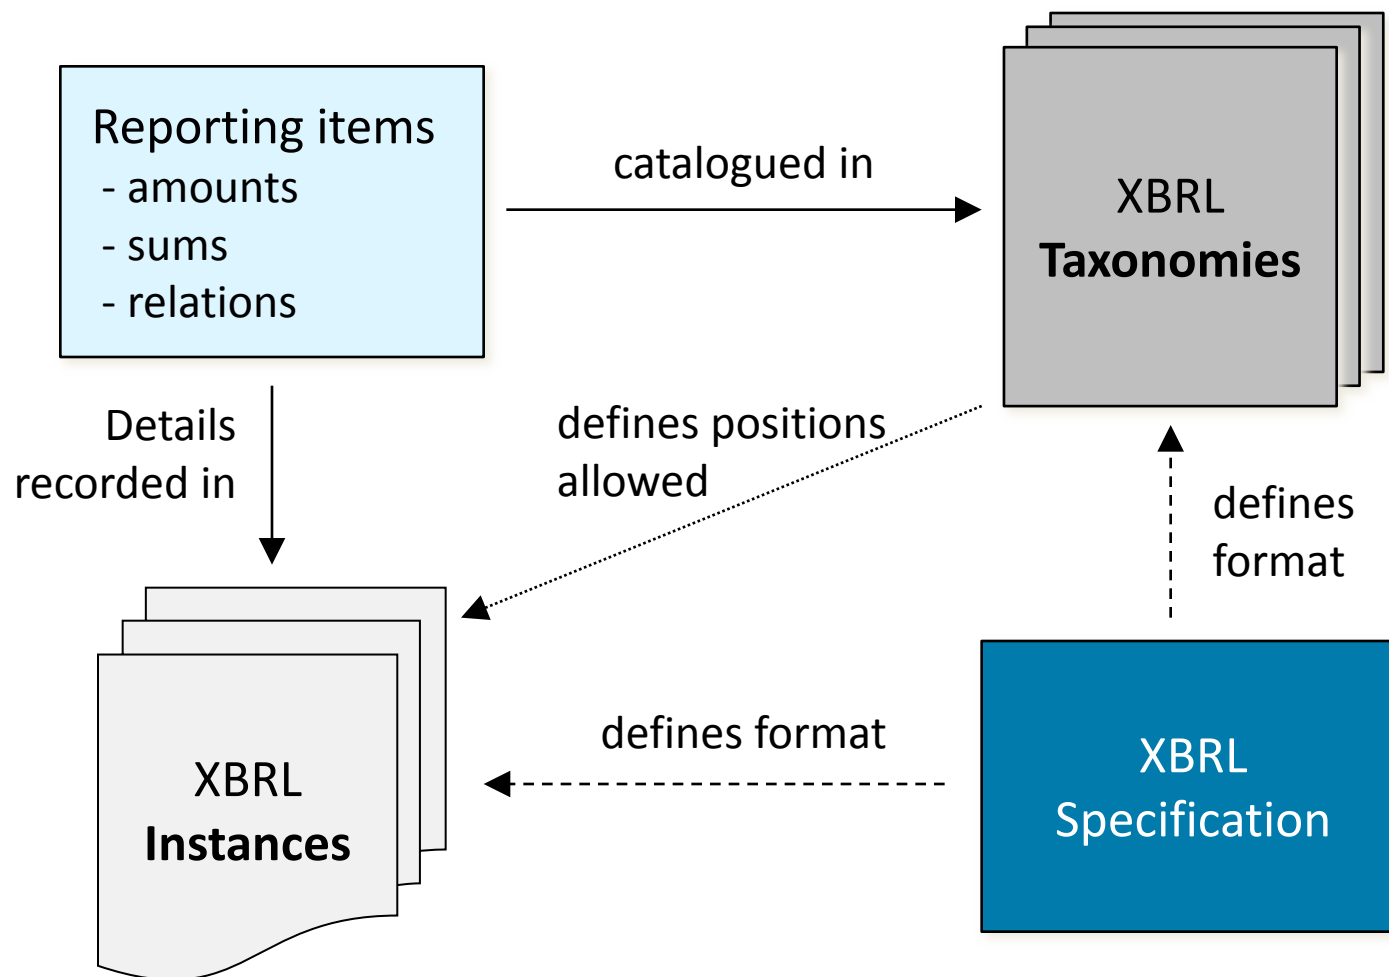 Reporting items
- amounts
- sums
- relations
catalogued in
XBRL
Taxonomies
Details
recorded in
defines positions
allowed
defines
format
defines format
XBRL
Instances
XBRL
Specification